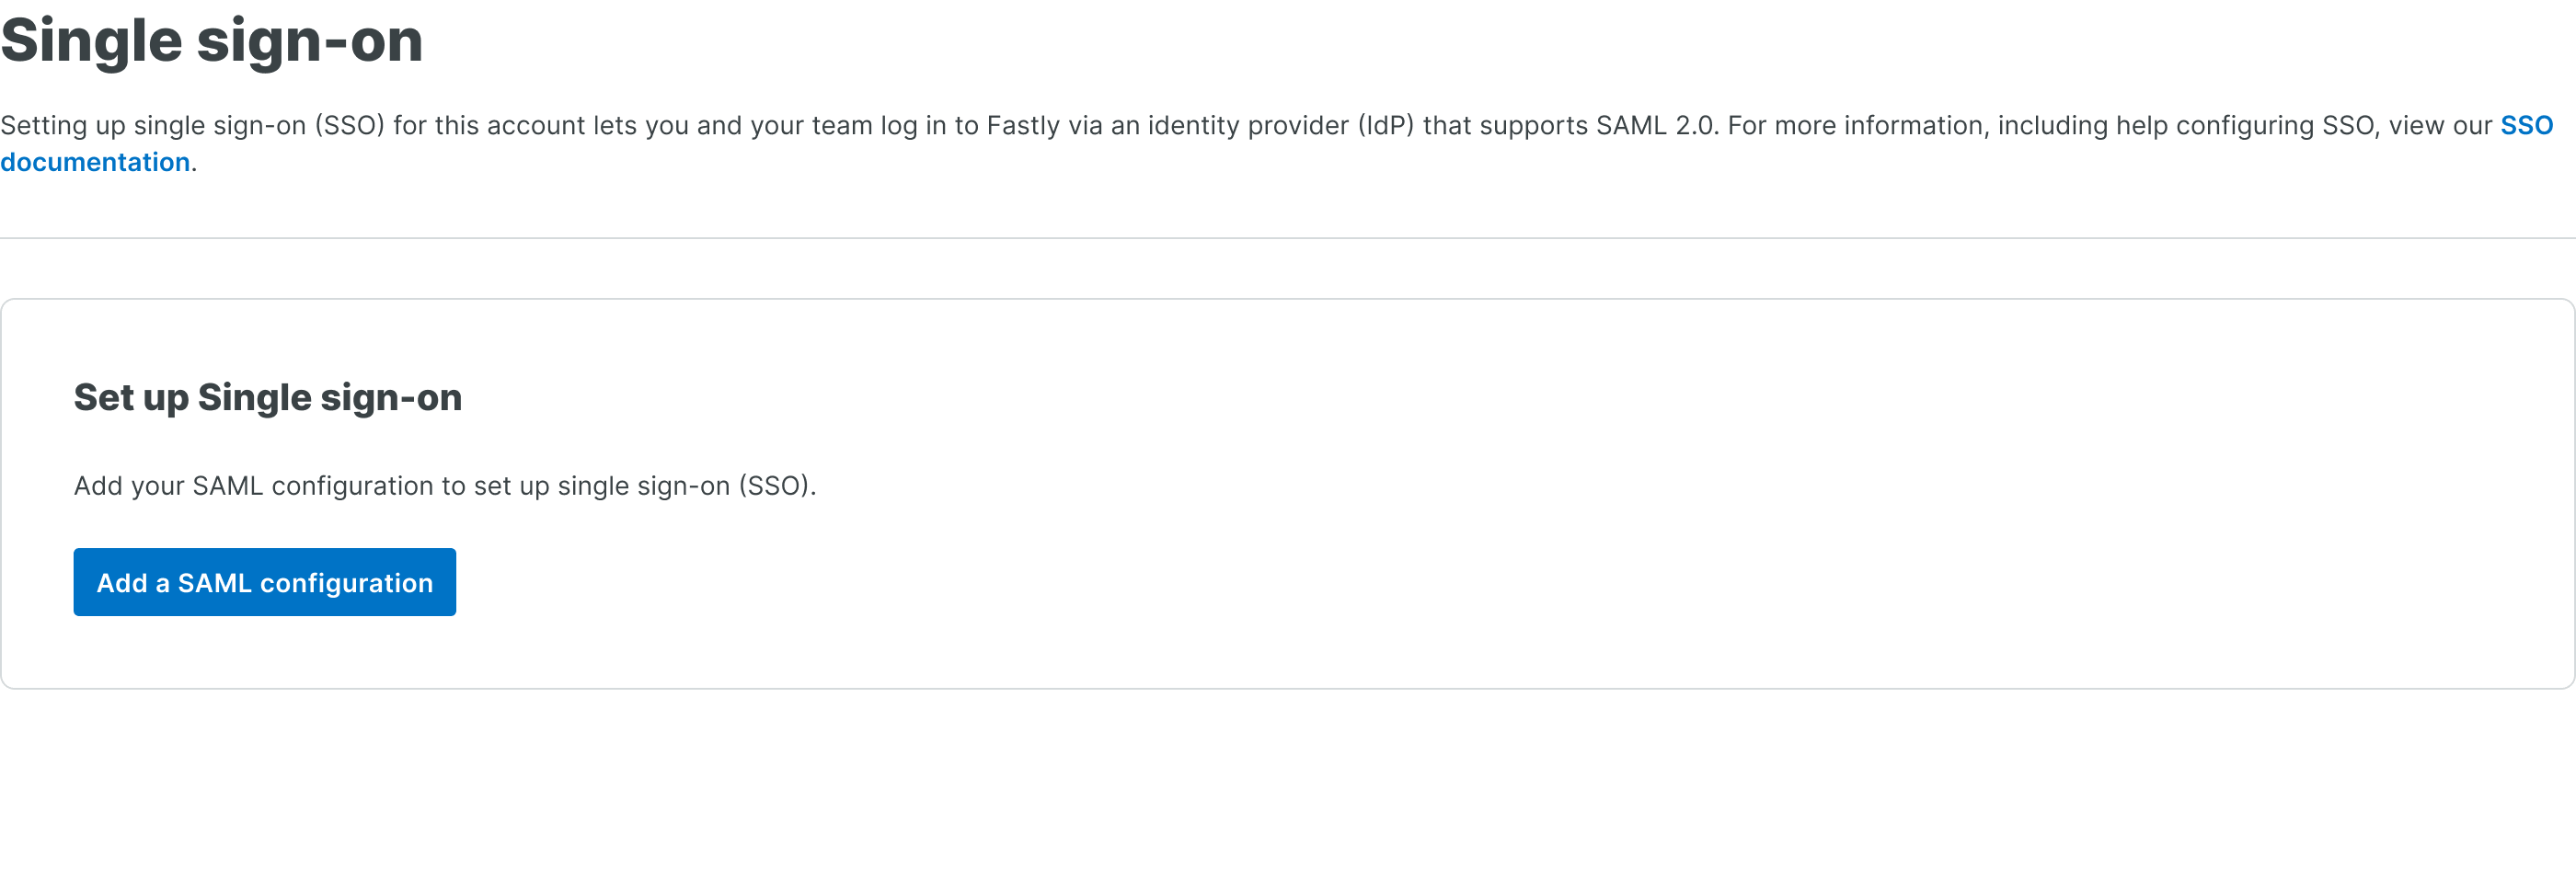 Single sign-on
Setting up single sign-on (SSO) for this account lets you and your team log in to Fastly via an identity provider (IdP) that supports SAML 2.0. For more information, including help configuring SSO, view our SSO
documentation.
Set up Single sign-on
Add your SAML configuration to set up single sign-on (SSO).
Add a SAML configuration